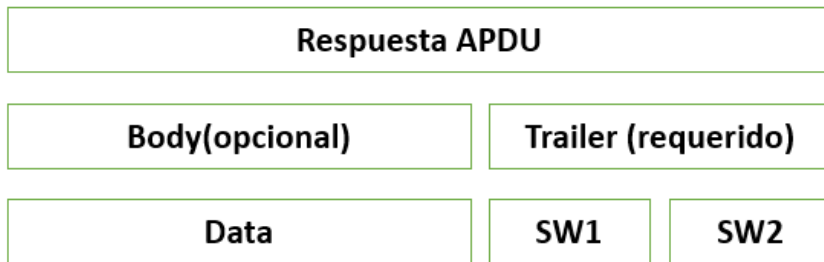 Respuesta APDU
Body(opcional) Trailer (requerido)
Data SW1 SW2